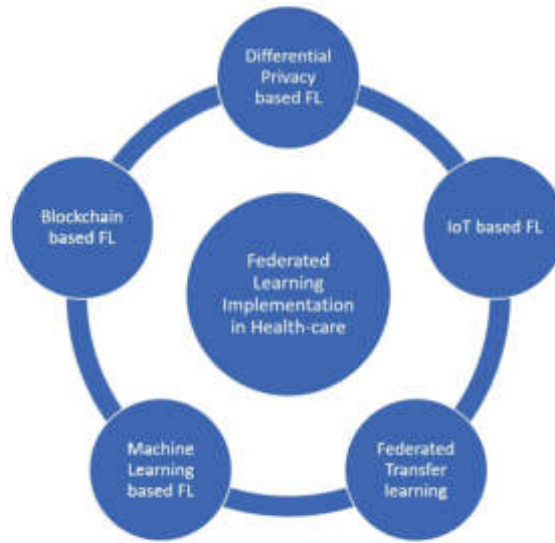 Differential
Privacy
based FL
Blockchain
based FL
IoT based FL
Federated
Learning
Implementation
in Health-care
Machine
Learning
based FL
Federated
Transfer
learning